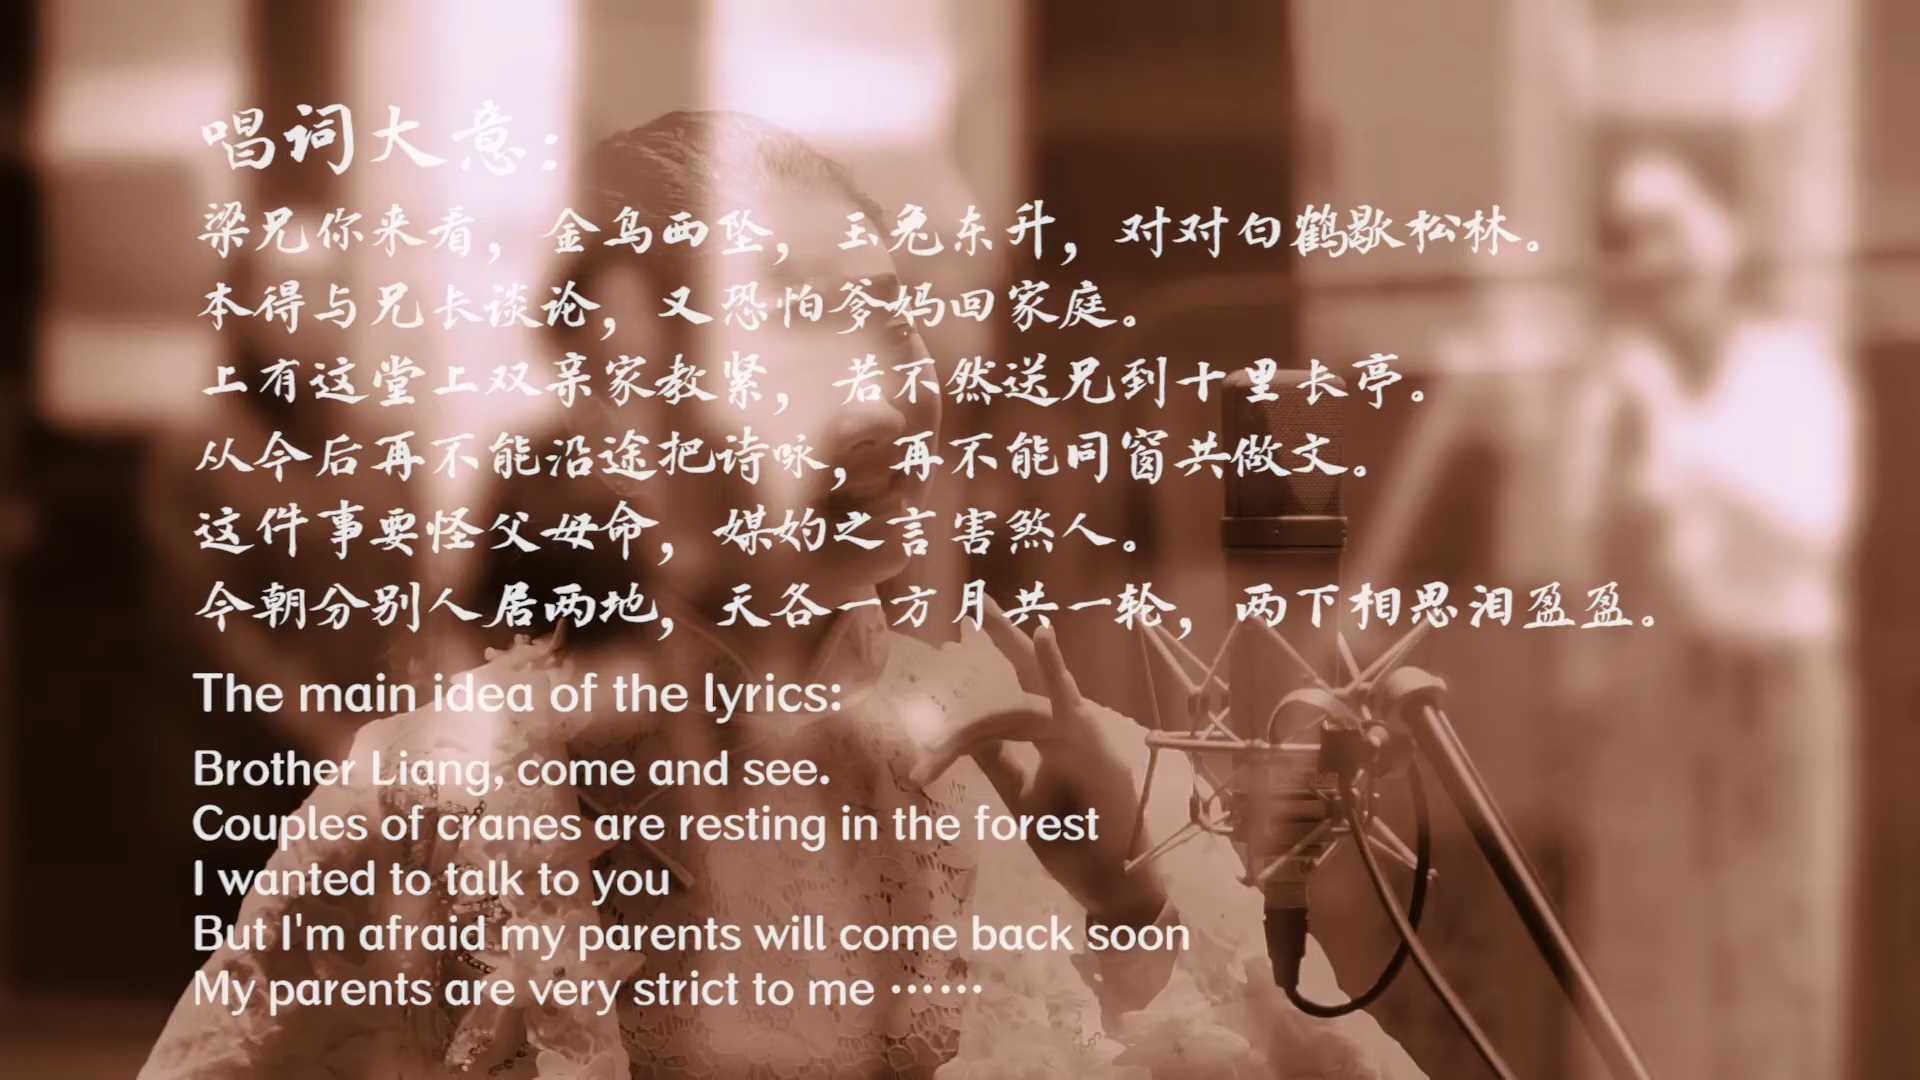 唱词大意：
梁兄你来看，金乌西坠，玉兔东升，对对白鹤歇松林。
本得与兄长谈论，又恐怕爹妈回家庭。
上有这堂上双亲家教紧，若不然送兄到十里长亭。
从今后再不能沿途把诗咏，再不能同窗共做文。
这件事要怪父母命，媒妁之言害煞人。
今朝分别人居两地，天各一方月共一轮，两下相思泪盈盈。
The main idea of the lyrics:
Brother Liang, come and see.
Couples of cranes are resting in the forest
I wanted to talk to you
But I'm afraid my parents will come back soon
My parents are very strict to me ······